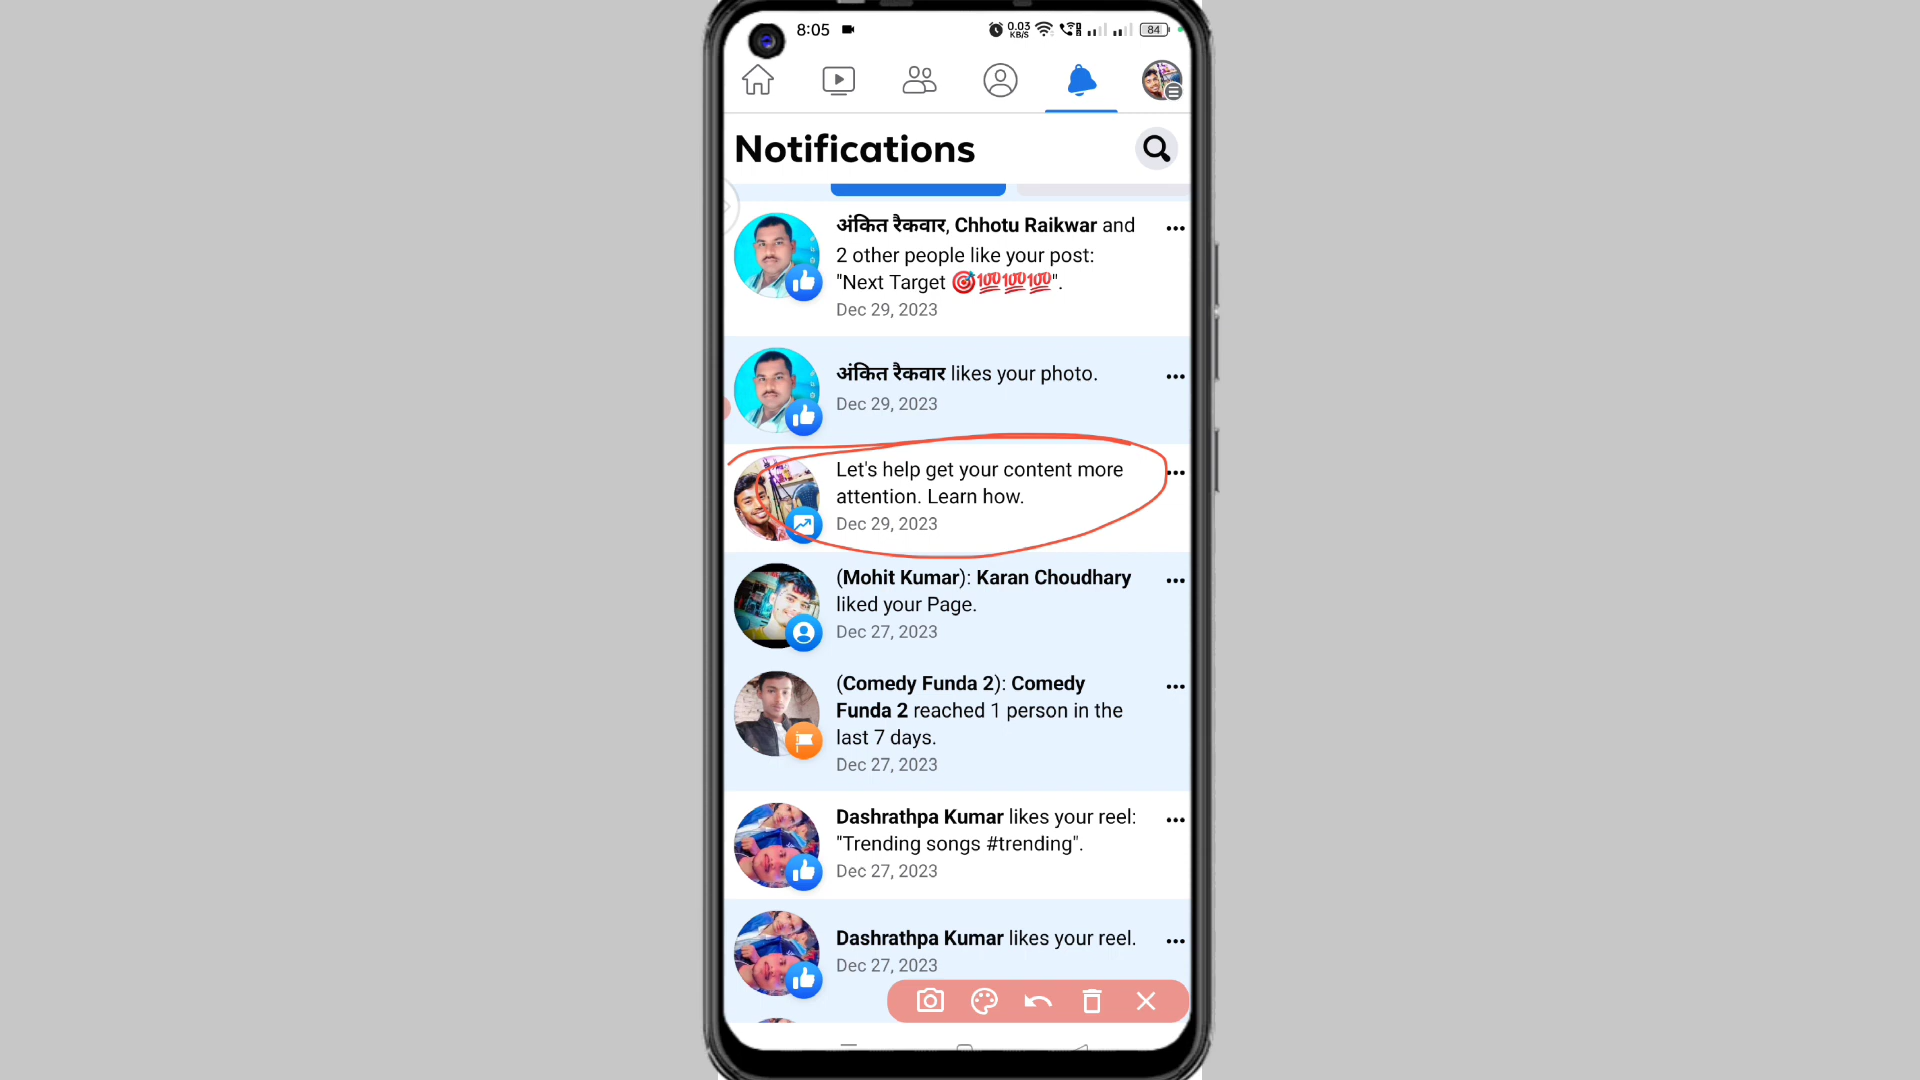 8:05
0.03
KB/S
84
Notifications
अंकित रैकवार, Chhotu Raikwar and
2 other people like your post:
"Next Target 🎯💯💯💯".
Dec 29, 2023
अंकित रैकवार likes your photo.
Dec 29, 2023
Let's help get your content more
attention. Learn how.
Dec 29, 2023
(Mohit Kumar): Karan Choudhary
liked your Page.
Dec 27, 2023
(Comedy Funda 2): Comedy
Funda 2 reached 1 person in the
last 7 days.
Dec 27, 2023
Dashrathpa Kumar likes your reel:
"Trending songs #trending".
Dec 27, 2023
Dashrathpa Kumar likes your reel.
Dec 27, 2023